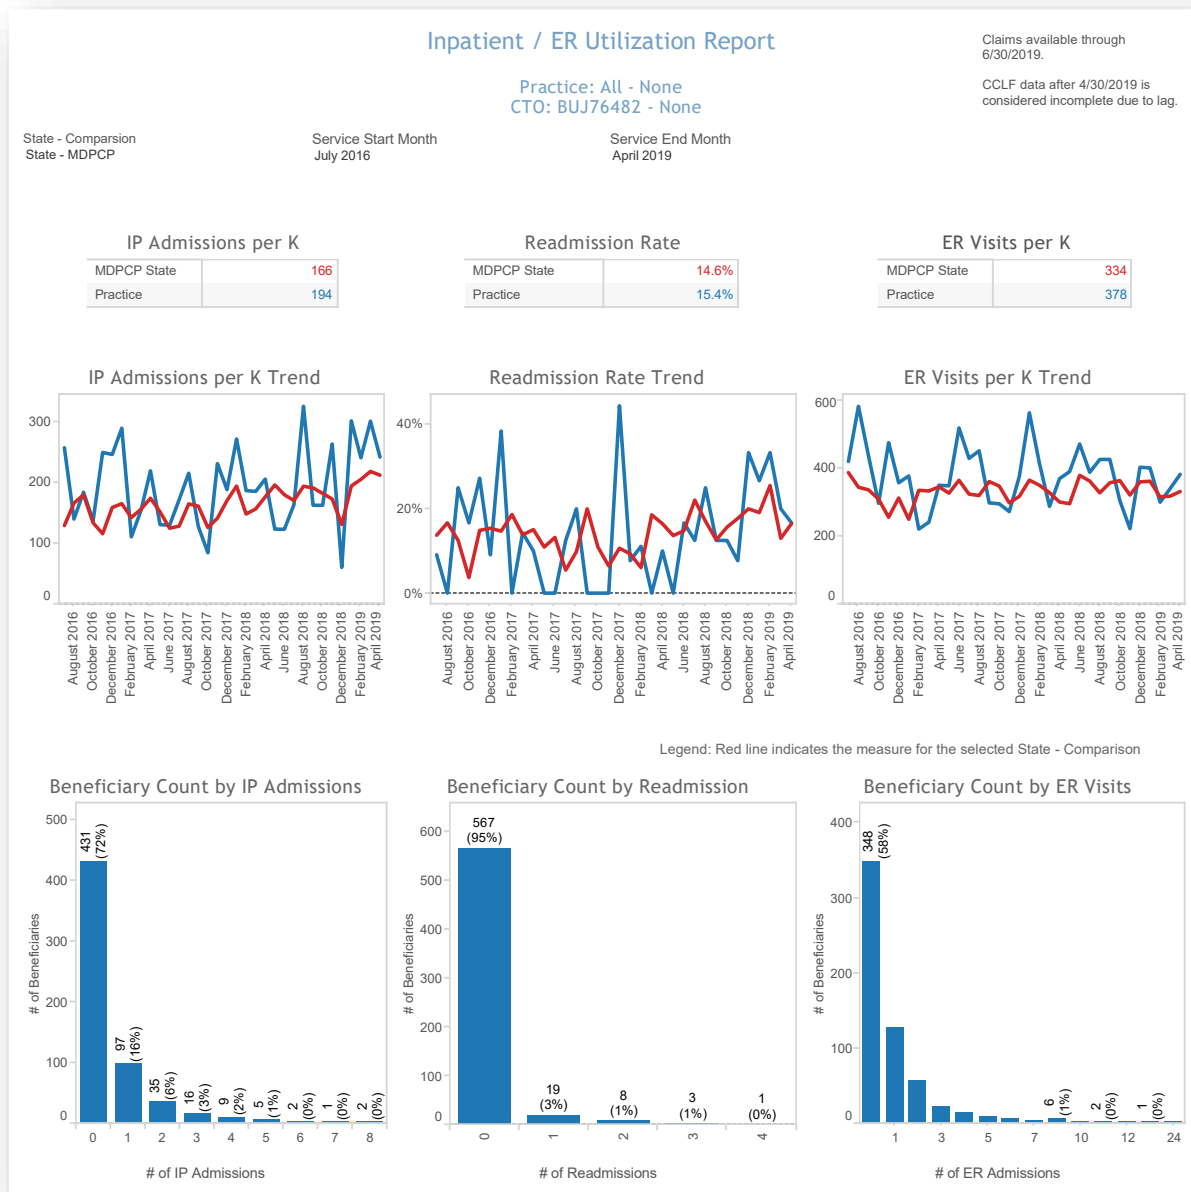 Inpatient / ER Utilization Report
Claims available through
6/30/2019.
CCLF data after 4/30/2019 is
considered incomplete due to lag.
Practice: All - None
CTO: BUJ76482 - None
State - Comparsion
State - MDPCP
Service Start Month
July 2016
Service End Month
April 2019
IP Admissions per K
MDPCP State 166
Practice 194
Readmission Rate
MDPCP State 14.6%
Practice 15.4%
ER Visits per K
MDPCP State 334
Practice 378
IP Admissions per K Trend
300
200
100
0
August 2016
October 2016
December 2016
February 2017
April 2017
June 2017
August 2017
October 2017
December 2017
February 2018
April 2018
June 2018
August 2018
October 2018
December 2018
February 2019
April 2019
Readmission Rate Trend
40%
20%
0%
August 2016
October 2016
December 2016
February 2017
April 2017
June 2017
August 2017
October 2017
December 2017
February 2018
April 2018
June 2018
August 2018
October 2018
December 2018
February 2019
April 2019
ER Visits per K Trend
600
400
200
0
August 2016
October 2016
December 2016
February 2017
April 2017
June 2017
August 2017
October 2017
December 2017
February 2018
April 2018
June 2018
August 2018
October 2018
December 2018
February 2019
April 2019
Legend: Red line indicates the measure for the selected State - Comparison
Beneficiary Count by IP Admissions
# of Beneficiaries
500
400
300
200
100
0
431
(72%)
97
(16%)
35
(6%)
16
(3%)
9
(2%)
5
(1%)
2
(0%)
1
(0%)
2
(0%)
0 1 2 3 4 5 6 7 8
# of IP Admissions
Beneficiary Count by Readmission
# of Beneficiaries
600
500
400
300
200
100
0
567
(95%)
19
(3%)
8
(1%)
3
(1%)
1
(0%)
0 1 2 3 4
# of Readmissions
Beneficiary Count by ER Visits
# of Beneficiaries
400
300
200
100
0
348
(58%)
6
(1%)
2
(0%)
1
(0%)
1 3 5 7 10 12 24
# of ER Admissions